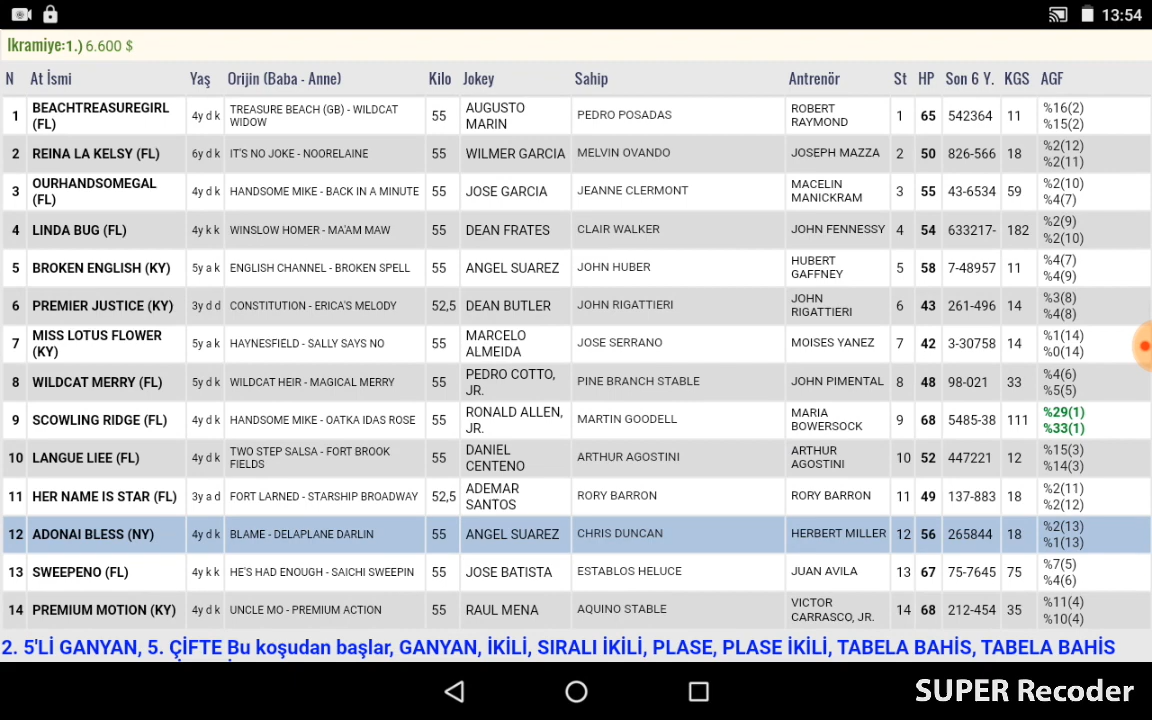 13:54
Ikramiye:1.) 6.600 $
N At İsmi Yaş Orijin (Baba - Anne) Kilo Jokey Sahip Antrenör St HP Son 6 Y. KGS AGF
1 BEACHTREASUREGIRL (FL) 4y d k TREASURE BEACH (GB) - WILDCAT WIDOW 55 AUGUSTO MARIN PEDRO POSADAS ROBERT RAYMOND 1 65 542364 11 %16(2) %15(2)
2 REINA LA KELSY (FL) 6y d k IT'S NO JOKE - NOORELAINE 55 WILMER GARCIA MELVIN OVANDO JOSEPH MAZZA 2 50 826-566 18 %2(12) %2(11)
3 OURHANDSOMEGAL (FL) 4y d k HANDSOME MIKE - BACK IN A MINUTE 55 JOSE GARCIA JEANNE CLERMONT MACELIN MANICKRAM 3 55 43-6534 59 %2(10) %4(7)
4 LINDA BUG (FL) 4y k k WINSLOW HOMER - MA'AM MAW 55 DEAN FRATES CLAIR WALKER JOHN FENNESSY 4 54 633217- 182 %2(9) %2(10)
5 BROKEN ENGLISH (KY) 5y a k ENGLISH CHANNEL - BROKEN SPELL 55 ANGEL SUAREZ JOHN HUBER HUBERT GAFFNEY 5 58 7-48957 11 %4(7) %4(9)
6 PREMIER JUSTICE (KY) 3y d d CONSTITUTION - ERICA'S MELODY 52,5 DEAN BUTLER JOHN RIGATTIERI JOHN RIGATTIERI 6 43 261-496 14 %3(8) %4(8)
7 MISS LOTUS FLOWER (KY) 5y a k HAYNESFIELD - SALLY SAYS NO 55 MARCELO ALMEIDA JOSE SERRANO MOISES YANEZ 7 42 3-30758 14 %1(14) %0(14)
8 WILDCAT MERRY (FL) 5y d k WILDCAT HEIR - MAGICAL MERRY 55 PEDRO COTTO, JR. PINE BRANCH STABLE JOHN PIMENTAL 8 48 98-021 33 %4(6) %5(5)
9 SCOWLING RIDGE (FL) 4y d k HANDSOME MIKE - OATKA IDAS ROSE 55 RONALD ALLEN, JR. MARTIN GOODELL MARIA BOWERSOCK 9 68 5485-38 111 %29(1) %33(1)
10 LANGUE LIEE (FL) 4y d k TWO STEP SALSA - FORT BROOK FIELDS 55 DANIEL CENTENO ARTHUR AGOSTINI ARTHUR AGOSTINI 10 52 447221 12 %15(3) %14(3)
11 HER NAME IS STAR (FL) 3y a d FORT LARNED - STARSHIP BROADWAY 52,5 ADEMAR SANTOS RORY BARRON RORY BARRON 11 49 137-883 18 %2(11) %2(12)
12 ADONAI BLESS (NY) 4y d k BLAME - DELAPLANE DARLIN 55 ANGEL SUAREZ CHRIS DUNCAN HERBERT MILLER 12 56 265844 18 %2(13) %1(13)
13 SWEEPENO (FL) 4y k k HE'S HAD ENOUGH - SAICHI SWEEPIN 55 JOSE BATISTA ESTABLOS HELUCE JUAN AVILA 13 67 75-7645 75 %7(5) %4(6)
14 PREMIUM MOTION (KY) 4y d k UNCLE MO - PREMIUM ACTION 55 RAUL MENA AQUINO STABLE VICTOR CARRASCO, JR. 14 68 212-454 35 %11(4) %10(4)
2. 5'Lİ GANYAN, 5. ÇİFTE Bu koşudan başlar, GANYAN, İKİLİ, SIRALI İKİLİ, PLASE, PLASE İKİLİ, TABELA BAHİS, TABELA BAHİS
SUPER Recoder